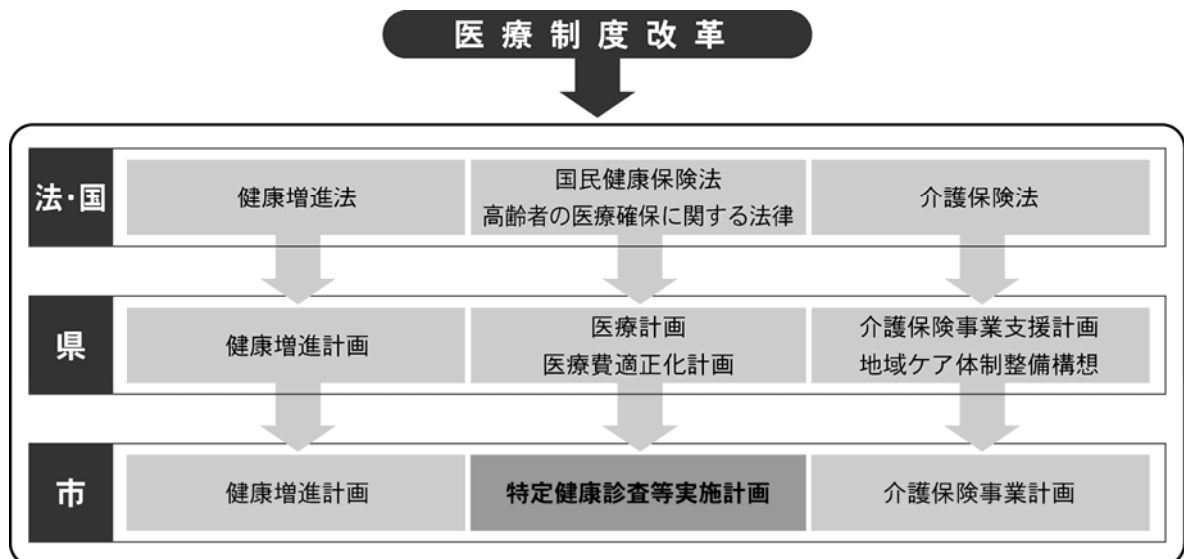 医療制度改革
法・国
健康増進法
国民健康保険法
高齢者の医療確保に関する法律
介護保険法
県
健康増進計画
医療計画
医療費適正化計画
介護保険事業支援計画
地域ケア体制整備構想
市
健康増進計画
特定健康診査等実施計画
介護保険事業計画